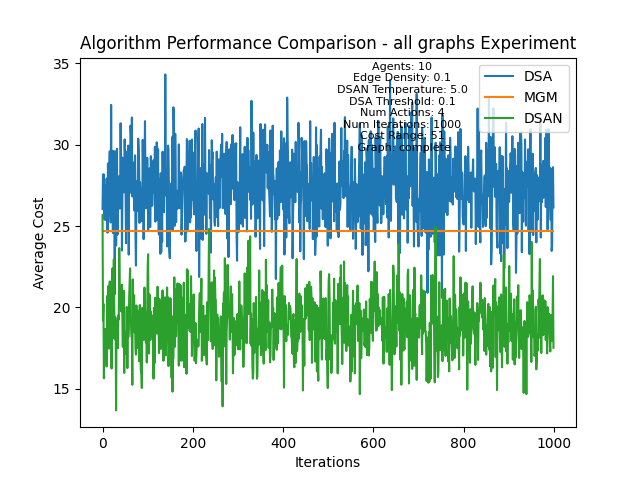 Algorithm Performance Comparison - all graphs Experiment
Agents: 10
Edge Density: 0.1
DSAN Temperature: 5.0
DSA Threshold: 0.1
Num Actions: 4
Num Iterations: 1000
Cost Range: 51
Graph: complete
DSA
MGM
DSAN
35
30
25
20
15
Average Cost
0
200
400
600
800
1000
Iterations